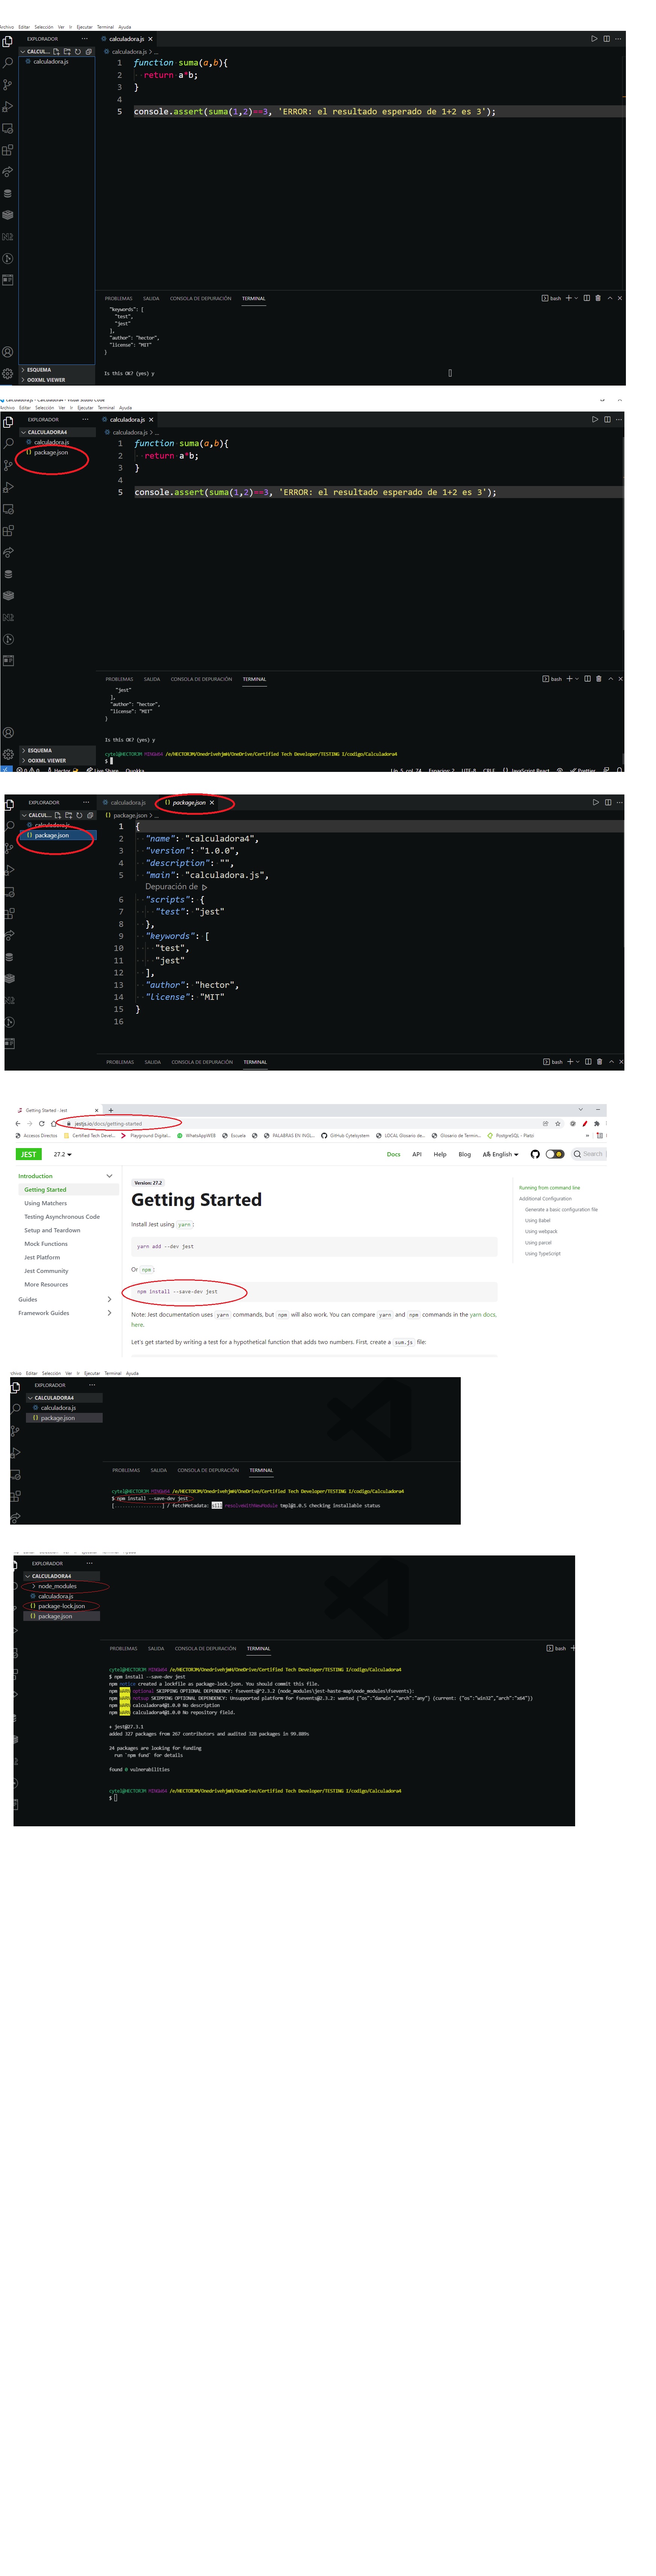 Archivo Editar Selección Ver Ir Ejecutar Terminal Ayuda
EXPLORADOR ...
calculadora.js
CALCUL...
calculadora.js
calculadora.js > ...
1 function suma(a,b){
2 return a*b;
3 }
4
5 console.assert(suma(1,2)==3, 'ERROR: el resultado esperado de 1+2 es 3');
PROBLEMAS SALIDA CONSOLA DE DEPURACIÓN TERMINAL
bash
"keywords": [
"test",
"jest"
],
"author": "hector",
"license": "MIT"
}
Is this OK? (yes) y
ESQUEMA
OOXML VIEWER
calculadora.js - Calculadora4 - Visual Studio Code
Archivo Editar Selección Ver Ir Ejecutar Terminal Ayuda
EXPLORADOR ...
calculadora.js
CALCULADORA4
calculadora.js
package.json
calculadora.js > ...
1 function suma(a,b){
2 return a*b;
3 }
4
5 console.assert(suma(1,2)==3, 'ERROR: el resultado esperado de 1+2 es 3');
PROBLEMAS SALIDA CONSOLA DE DEPURACIÓN TERMINAL
bash
"jest"
],
"author": "hector",
"license": "MIT"
}
Is this OK? (yes) y
cytel@HECTORJM MINGW64 /e/HECTORJM/OnedrivehjmH/OneDrive/Certified Tech Developer/TESTING I/codigo/Calculadora4
$
ESQUEMA
OOXML VIEWER
0 0 Hector Live Share Quokka Ln. 5, col. 74 Espacios: 2 UTF-8 CRLF JavaScript React Prettier
EXPLORADOR ...
calculadora.js
package.json
CALCUL...
calculadora.js
package.json
package.json > ...
1 {
2 "name": "calculadora4",
3 "version": "1.0.0",
4 "description": "",
5 "main": "calculadora.js",
Depuración de
6 "scripts": {
7 "test": "jest"
8 },
9 "keywords": [
10 "test",
11 "jest"
12 ],
13 "author": "hector",
14 "license": "MIT"
15 }
16
PROBLEMAS SALIDA CONSOLA DE DEPURACIÓN TERMINAL
bash
Getting Started · Jest
jestjs.io/docs/getting-started
Accesos Directos Certified Tech Devel... Playground Digital... WhatsAppWEB Escuela PALABRAS EN INGL... GitHub Cytelsystem LOCAL Glosario de... Glosario de Termin... PostgreSQL - Platzi
JEST 27.2 Docs API Help Blog English Search
Introduction
Getting Started
Using Matchers
Testing Asynchronous Code
Setup and Teardown
Mock Functions
Jest Platform
Jest Community
More Resources
Guides
Framework Guides
Version: 27.2
Getting Started
Install Jest using yarn :
yarn add --dev jest
Or npm :
npm install --save-dev jest
Note: Jest documentation uses yarn commands, but npm will also work. You can compare yarn and npm commands in the yarn docs,
here.
Let's get started by writing a test for a hypothetical function that adds two numbers. First, create a sum.js file:
Running from command line
Additional Configuration
Generate a basic configuration file
Using Babel
Using webpack
Using parcel
Using TypeScript
rchivo Editar Selección Ver Ir Ejecutar Terminal Ayuda
EXPLORADOR ...
CALCULADORA4
calculadora.js
package.json
PROBLEMAS SALIDA CONSOLA DE DEPURACIÓN TERMINAL
cytel@HECTORJM MINGW64 /e/HECTORJM/OnedrivehjmH/OneDrive/Certified Tech Developer/TESTING I/codigo/Calculadora4
$ npm install --save-dev jest
[..................] / fetchMetadata: sill resolveWithNewModule tmpl@1.0.5 checking installable status
EXPLORADOR ...
CALCULADORA4
node_modules
calculadora.js
package-lock.json
package.json
PROBLEMAS SALIDA CONSOLA DE DEPURACIÓN TERMINAL
bash
cytel@HECTORJM MINGW64 /e/HECTORJM/OnedrivehjmH/OneDrive/Certified Tech Developer/TESTING I/codigo/Calculadora4
$ npm install --save-dev jest
npm notice created a lockfile as package-lock.json. You should commit this file.
npm WARN optional SKIPPING OPTIONAL DEPENDENCY: fsevents@^2.3.2 (node_modules\jest-haste-map\node_modules\fsevents):
npm WARN notsup SKIPPING OPTIONAL DEPENDENCY: Unsupported platform for fsevents@2.3.2: wanted {"os":"darwin","arch":"any"} (current: {"os":"win32","arch":"x64"})
npm WARN calculadora4@1.0.0 No description
npm WARN calculadora4@1.0.0 No repository field.
+ jest@27.3.1
added 327 packages from 267 contributors and audited 328 packages in 99.889s
24 packages are looking for funding
run `npm fund` for details
found 0 vulnerabilities
cytel@HECTORJM MINGW64 /e/HECTORJM/OnedrivehjmH/OneDrive/Certified Tech Developer/TESTING I/codigo/Calculadora4
$